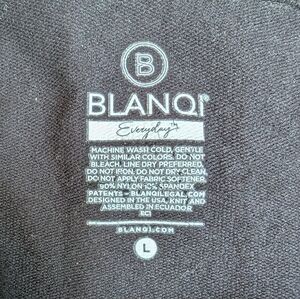 B
BLANQI®
Everyday™
MACHINE WASH COLD, GENTLE
WITH SIMILAR COLORS. DO NOT
BLEACH. LINE DRY PREFERRED.
DO NOT IRON. DO NOT DRY CLEAN.
DO NOT APPLY FABRIC SOFTENER.
90% NYLON 10% SPANDEX
PATENTS – BLANQILEGAL.COM
DESIGNED IN THE USA, KNIT AND
ASSEMBLED IN ECUADOR
BLANQI.COM
L